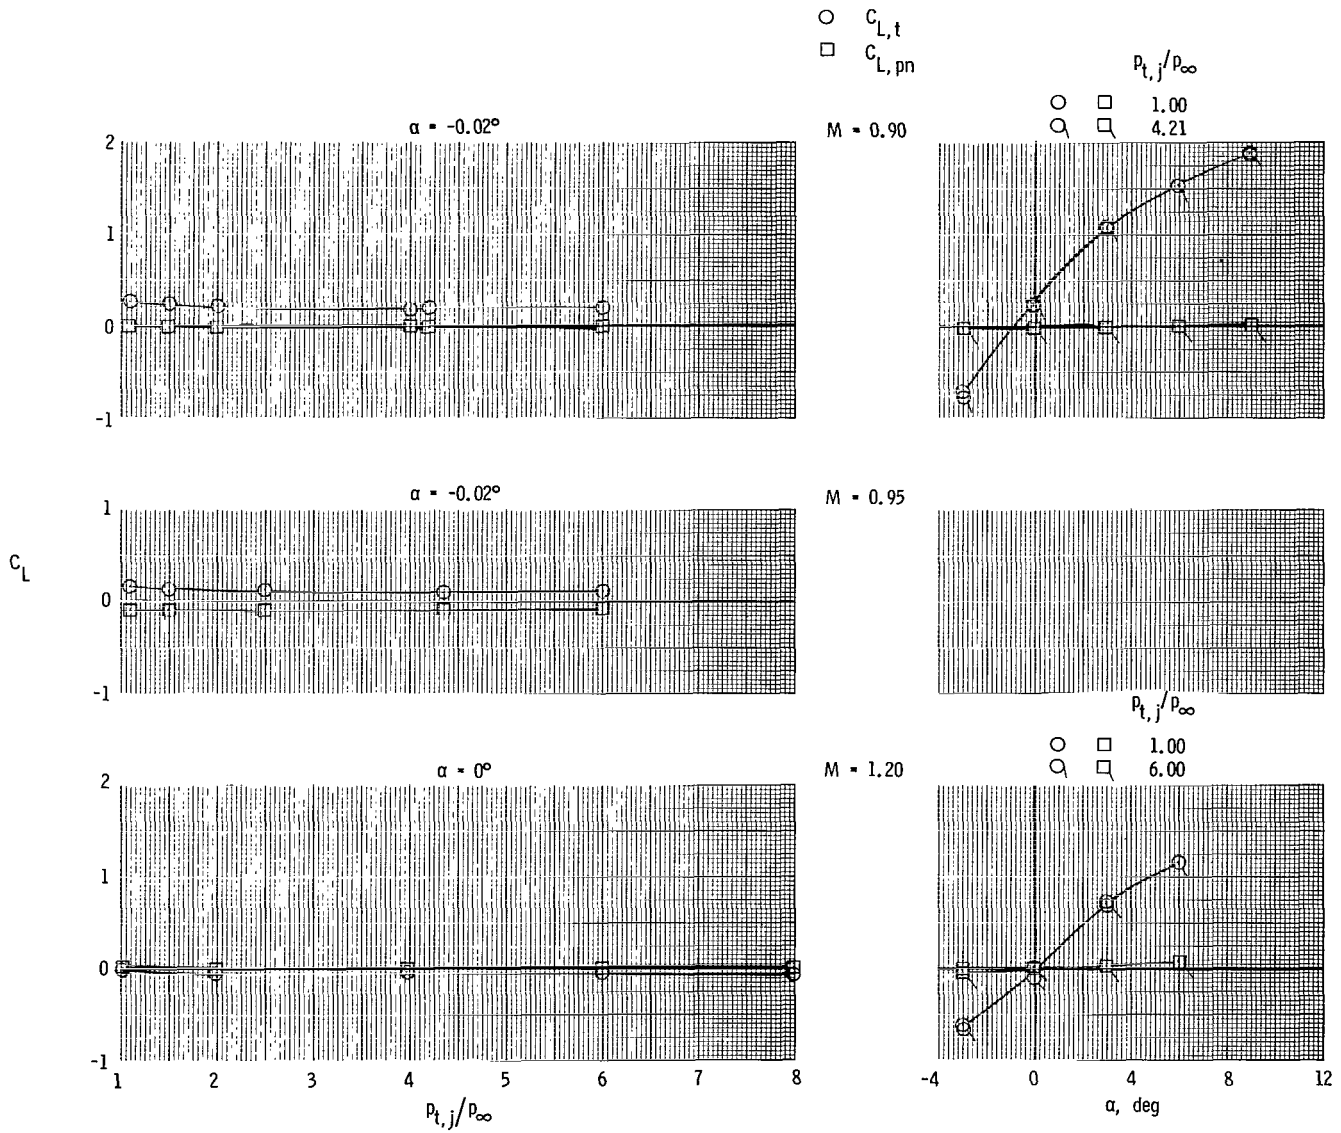 C_L,t
C_L,pn
p_t,j/p_∞
1.00
4.21
α = -0.02°
M = 0.90
2
1
0
-1
α = -0.02°
M = 0.95
1
0
-1
C_L
p_t,j/p_∞
1.00
6.00
α = 0°
M = 1.20
2
1
0
-1
1 2 3 4 5 6 7 8
p_t,j/p_∞
-4 0 4 8 12
α, deg